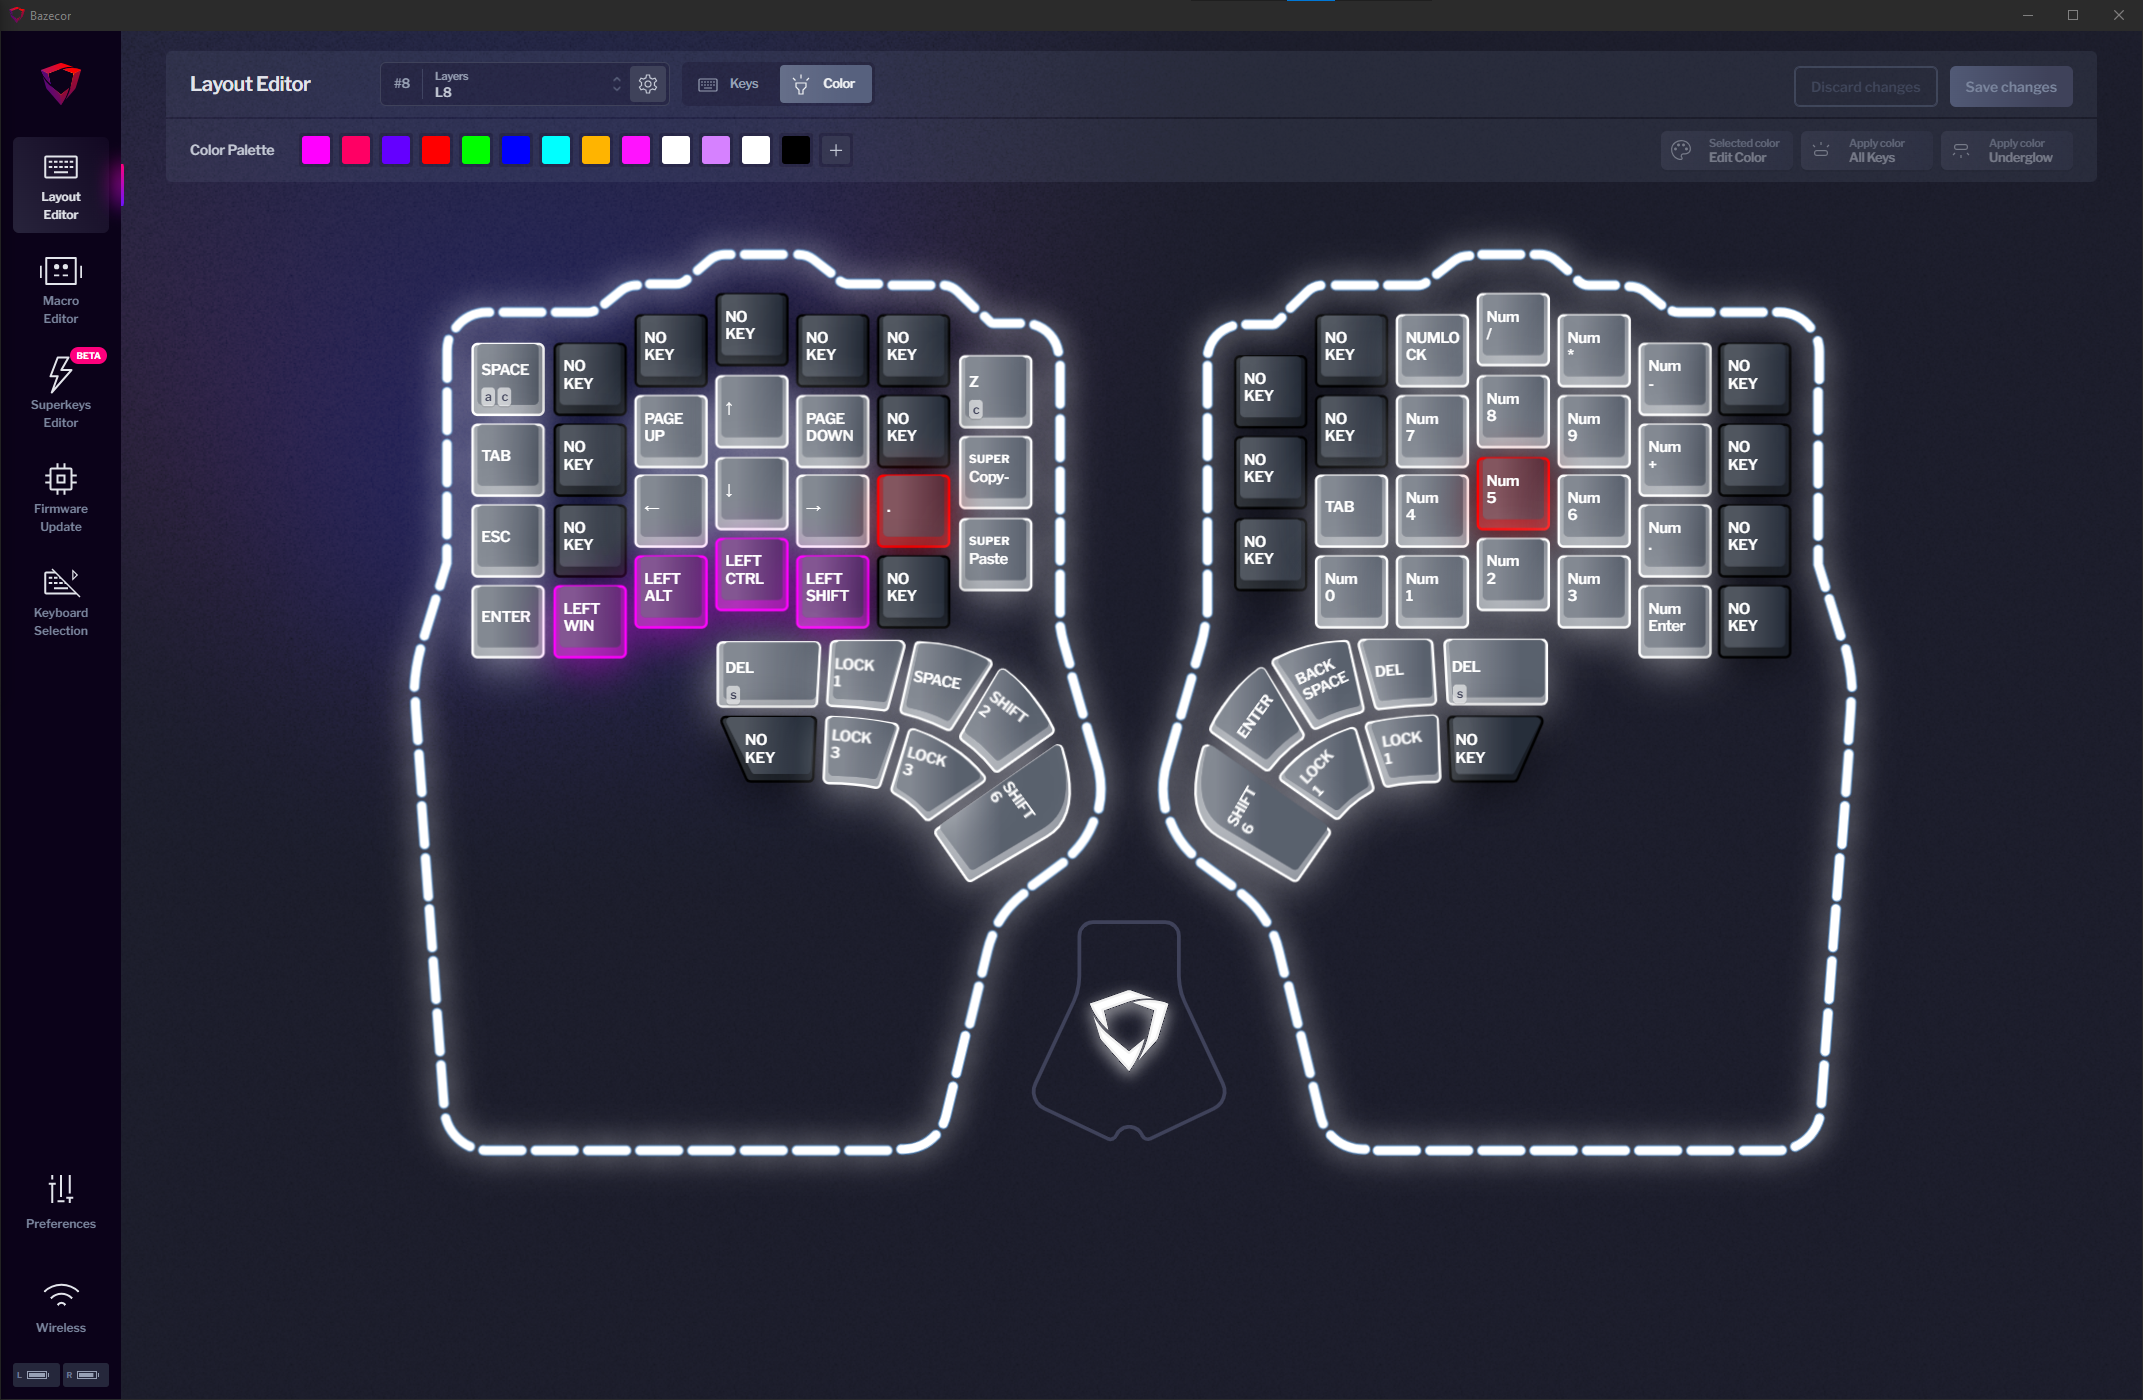 Bazecor
Layout Editor
#8
Layers
L8
Keys
Color
Discard changes
Save changes
Color Palette
+
Selected color
Edit Color
Apply color
All Keys
Apply color
Underglow
Layout
Editor
Macro
Editor
BETA
Superkeys
Editor
Firmware
Update
Keyboard
Selection
Preferences
Wireless
L
R
SPACE
a c
NO
KEY
NO
KEY
NO
KEY
NO
KEY
NO
KEY
Z
c
TAB
NO
KEY
PAGE
UP
↑
PAGE
DOWN
NO
KEY
SUPER
Copy-
ESC
NO
KEY
←
↓
→
.
SUPER
Paste
ENTER
LEFT
WIN
LEFT
ALT
LEFT
CTRL
LEFT
SHIFT
NO
KEY
DEL
s
LOCK
1
SPACE
SHIFT
2
NO
KEY
LOCK
3
LOCK
3
SHIFT
6
NO
KEY
NO
KEY
NUMLO
CK
Num
/
Num
*
Num
-
NO
KEY
NO
KEY
NO
KEY
Num
7
Num
8
Num
9
Num
+
NO
KEY
NO
KEY
TAB
Num
4
Num
5
Num
6
Num
.
NO
KEY
Num
0
Num
1
Num
2
Num
3
Num
Enter
NO
KEY
ENTER
BACK
SPACE
DEL
DEL
s
SHIFT
6
LOCK
1
LOCK
1
NO
KEY